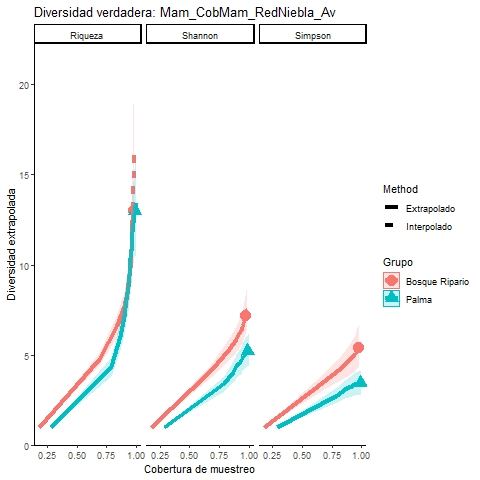 Diversidad verdadera: Mam_CobMam_RedNiebla_Av
Riqueza Shannon Simpson
Diversidad extrapolada
20
15
10
5
0
0.25 0.50 0.75 1.00 0.25 0.50 0.75 1.00 0.25 0.50 0.75 1.00
Cobertura de muestreo
Method
Extrapolado
Interpolado
Grupo
Bosque Ripario
Palma